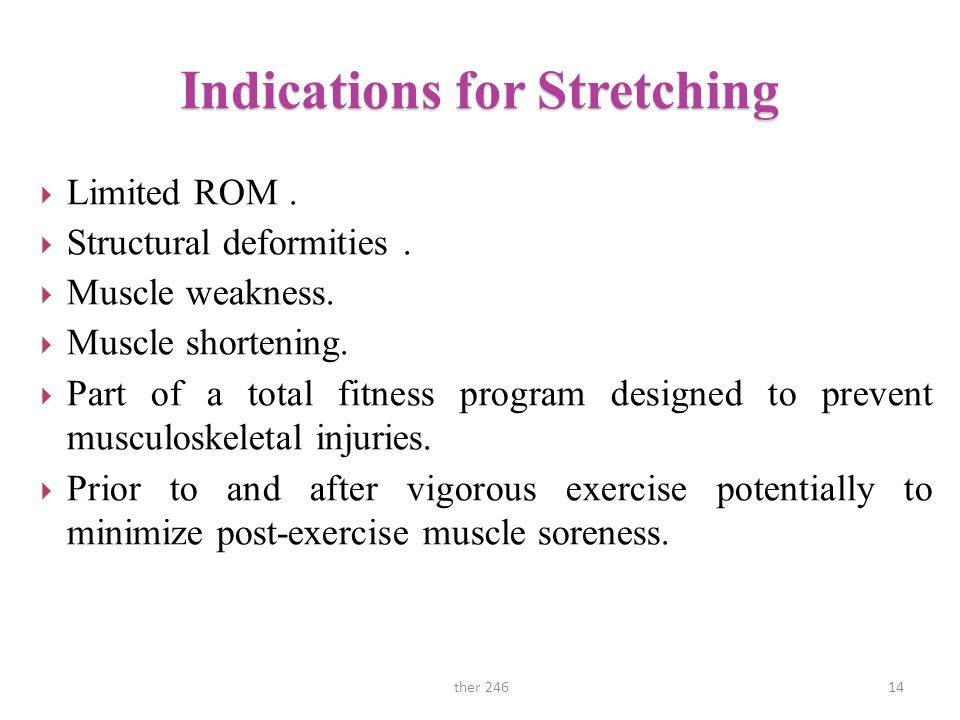 Indications for Stretching
Limited ROM .
Structural deformities .
Muscle weakness.
Muscle shortening.
Part of a total fitness program designed to prevent
musculoskeletal injuries.
Prior to and after vigorous exercise potentially to
minimize post-exercise muscle soreness.
ther 246
14